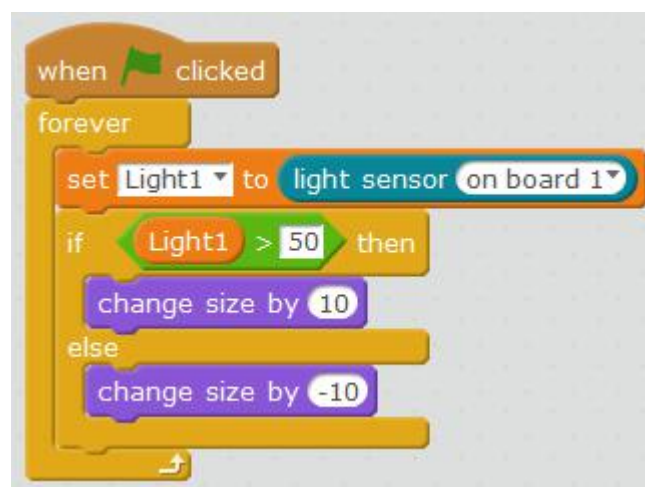 when clicked
forever
set Light1 to light sensor on board 1
if Light1 > 50 then
change size by 10
else
change size by -10